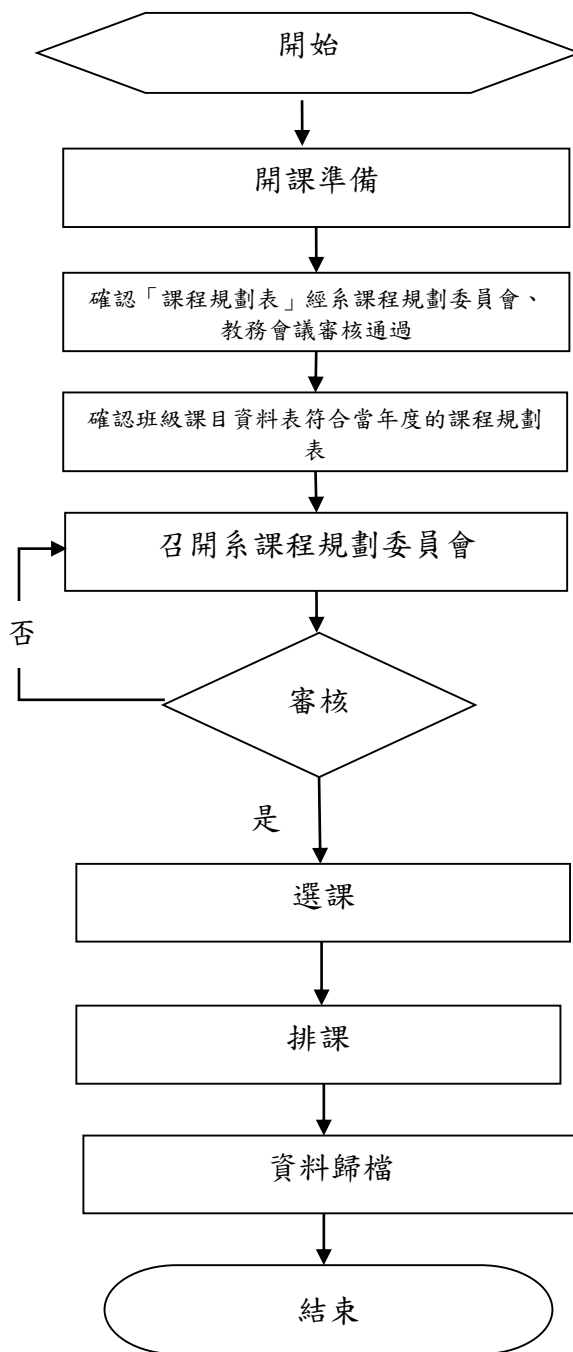 開始
開課準備
確認「課程規劃表」經系課程規劃委員會、
教務會議審核通過
確認班級課目資料表符合當年度的課程規劃
表
召開系課程規劃委員會
否
審核
是
選課
排課
資料歸檔
結束